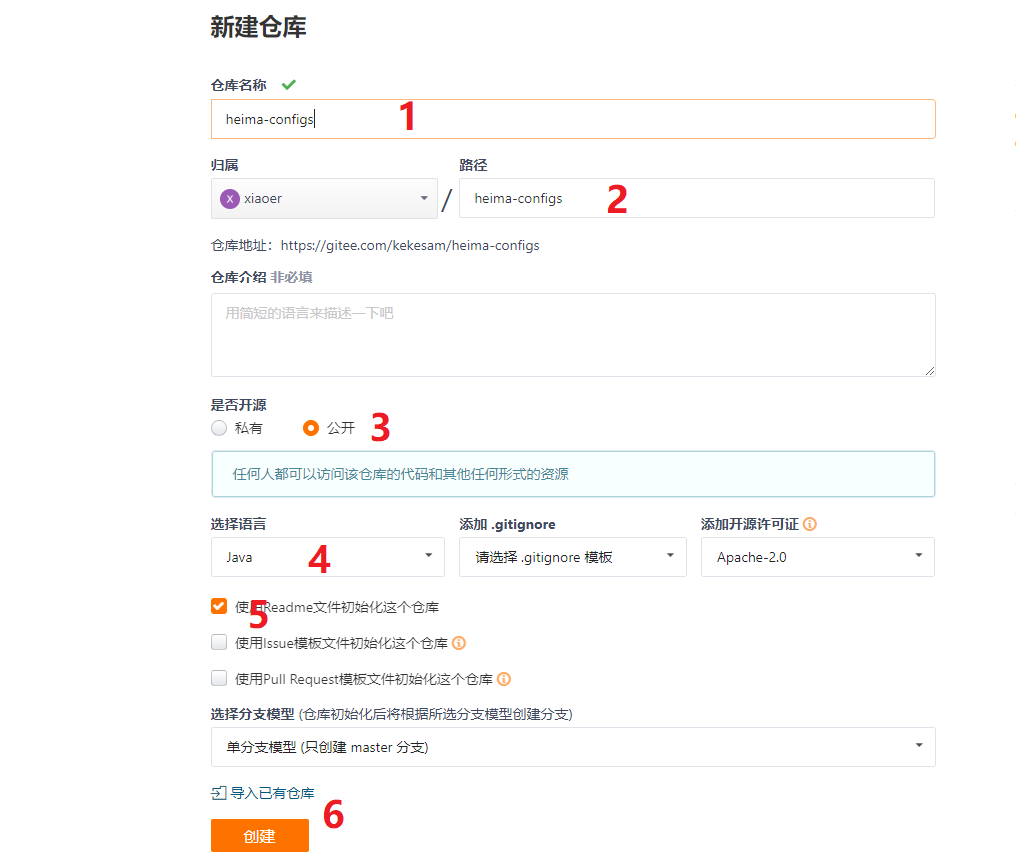 新建仓库
仓库名称
heima-configs 1
归属 路径
X xiaoer / heima-configs 2
仓库地址：https://gitee.com/kekesam/heima-configs
仓库介绍 非必填
用简短的语言来描述一下吧
是否开源
私有 公开 3
任何人都可以访问该仓库的代码和其他任何形式的资源
选择语言 添加 .gitignore 添加开源许可证
Java 4 请选择 .gitignore 模板 Apache-2.0
使用Readme文件初始化这个仓库
5
使用Issue模板文件初始化这个仓库
使用Pull Request模板文件初始化这个仓库
选择分支模型 (仓库初始化后将根据所选分支模型创建分支)
单分支模型 (只创建 master 分支)
导入已有仓库
6
创建